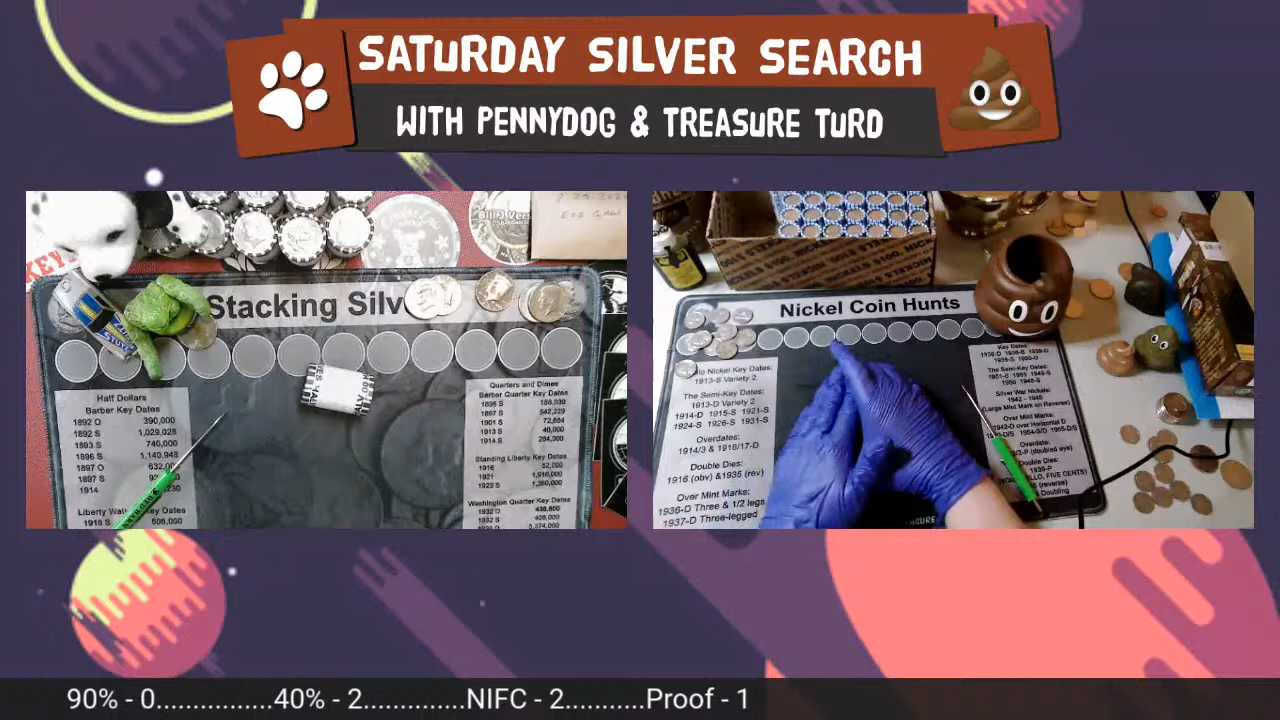 SATURDAY SILVER SEARCH
WITH PENNYDOG & TREASURE TURD
Stacking Silv
Half Dollars
Barber Key Dates
1892 O 390,000
1892 S 1,029,028
1893 S 740,000
1896 S 1,140,948
1897 O 632,00
1897 S
1914
Liberty Wal
1916 S 508,000
Quarters and Dimes
Barber Quarter Key Dates
1896 S 188,039
1897 S 542,229
1901 S 72,664
1913 S 40,000
1914 S 264,000
Standing Liberty Key Dates
1916 52,000
1921 1,916,000
1923 S 1,360,000
Washington Quarter Key Dates
1932 D 436,800
1932 S 408,000
Nickel Coin Hunts
lo Nickel Key Dates:
1913-S Variety 2
The Semi-Key Dates:
1913-D Variety 2
1914-D 1915-S 1921-S
1924-S 1926-S 1931-S
Overdates:
1914/3 & 1918/17-D
Double Dies:
1916 (obv) &1935 (rev)
Over Mint Marks:
1936-D Three & 1/2 legs
1937-D Three-legged
Key Dates:
The Semi-Key Dates:
Silver War Nickels:
1942 - 1945
(Large Mint Mark on Reverse)
Over Mint Marks:
Overdate:
Double Dies:
1939-P
Doubling
90% - 0...............40% - 2.............NIFC - 2..........Proof - 1